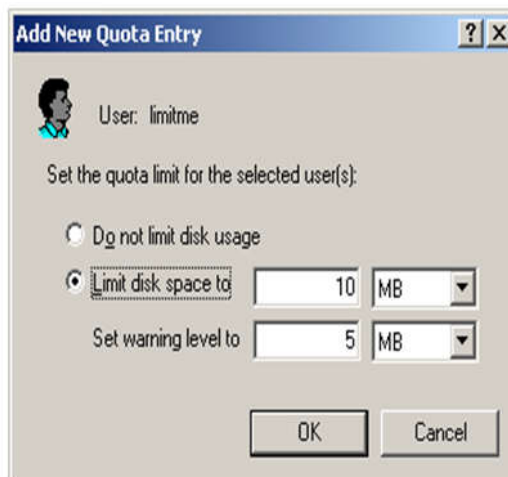 Add New Quota Entry
User: limitme
Set the quota limit for the selected user(s):
Do not limit disk usage
Limit disk space to 10 MB
Set warning level to 5 MB
OK Cancel